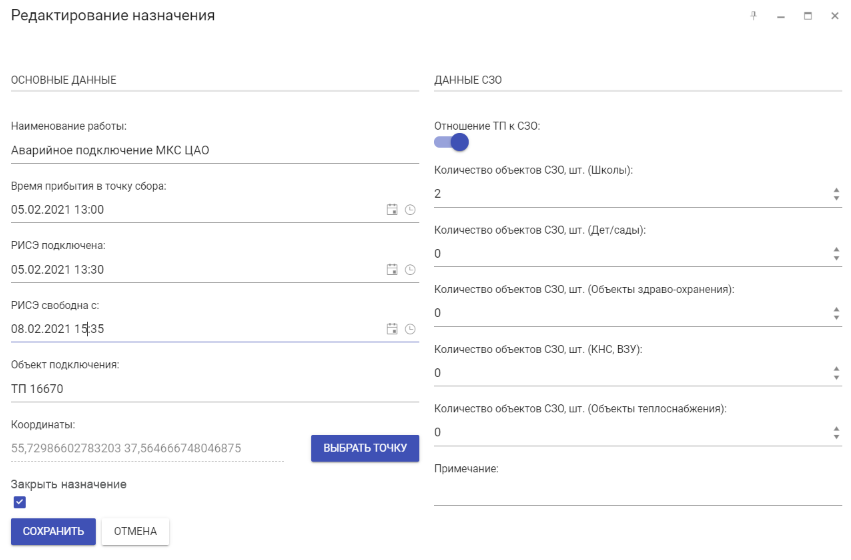 Редактирование назначения
ОСНОВНЫЕ ДАННЫЕ
Наименование работы:
Аварийное подключение МКС ЦАО
Время прибытия в точку сбора:
05.02.2021 13:00
РИСЭ подключена:
05.02.2021 13:30
РИСЭ свободна с:
08.02.2021 15:35
Объект подключения:
ТП 16670
Координаты:
55,72986602783203 37,564666748046875
ВЫБРАТЬ ТОЧКУ
Закрыть назначение
СОХРАНИТЬ
ОТМЕНА
ДАННЫЕ СЗО
Отношение ТП к СЗО:
Количество объектов СЗО, шт. (Школы):
2
Количество объектов СЗО, шт. (Дет/сады):
0
Количество объектов СЗО, шт. (Объекты здраво-охранения):
0
Количество объектов СЗО, шт. (КНС, ВЗУ):
0
Количество объектов СЗО, шт. (Объекты теплоснабжения):
0
Примечание: